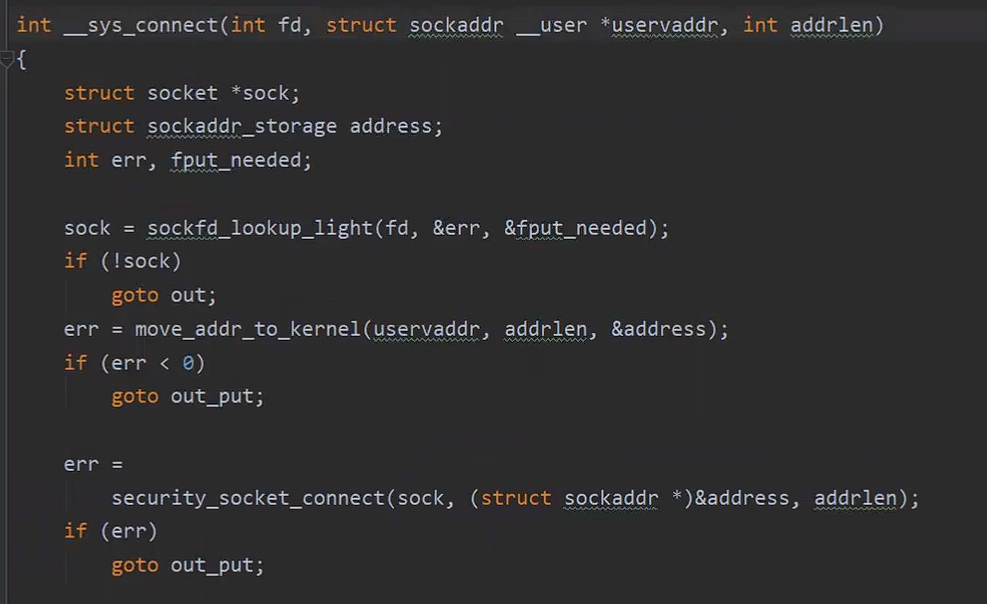 int __sys_connect(int fd, struct sockaddr __user *uservaddr, int addrlen)
{
    struct socket *sock;
    struct sockaddr_storage address;
    int err, fput_needed;

    sock = sockfd_lookup_light(fd, &err, &fput_needed);
    if (!sock)
        goto out;
    err = move_addr_to_kernel(uservaddr, addrlen, &address);
    if (err < 0)
        goto out_put;

    err =
        security_socket_connect(sock, (struct sockaddr *)&address, addrlen);
    if (err)
        goto out_put;